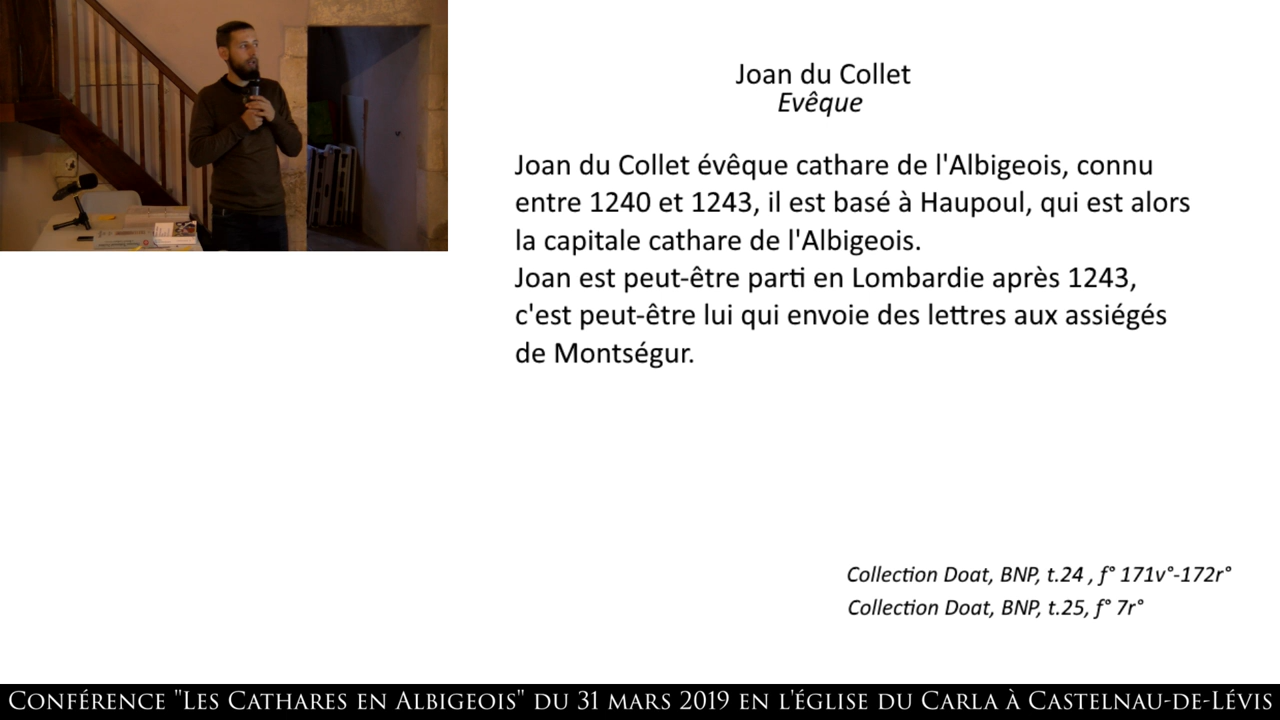 Joan du Collet
Evêque
Joan du Collet évêque cathare de l'Albigeois, connu
entre 1240 et 1243, il est basé à Haupoul, qui est alors
la capitale cathare de l'Albigeois.
Joan est peut-être parti en Lombardie après 1243,
c'est peut-être lui qui envoie des lettres aux assiégés
de Montségur.
Collection Doat, BNP, t.24 , f° 171v°-172r°
Collection Doat, BNP, t.25, f° 7r°
Conférence "Les Cathares en Albigeois" du 31 mars 2019 en l'église du Carla à Castelnau-de-Lévis